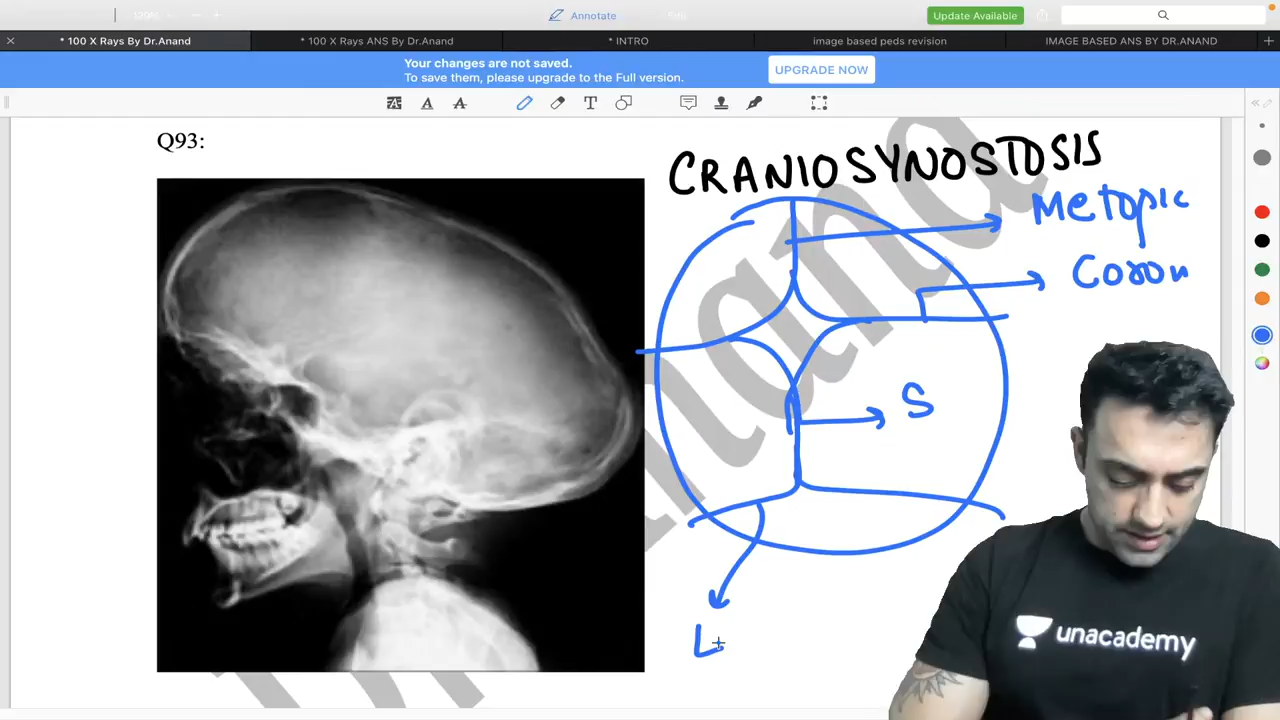 129%
Annotate
Edit
Update Available
* 100 X Rays By Dr.Anand
* 100 X Rays ANS By Dr.Anand
* INTRO
image based peds revision
IMAGE BASED ANS BY DR.ANAND
Your changes are not saved.
To save them, please upgrade to the Full version.
UPGRADE NOW
Q93:
CRANIOSYNOSTOSIS
Metopic
Coron
S
L
unacademy